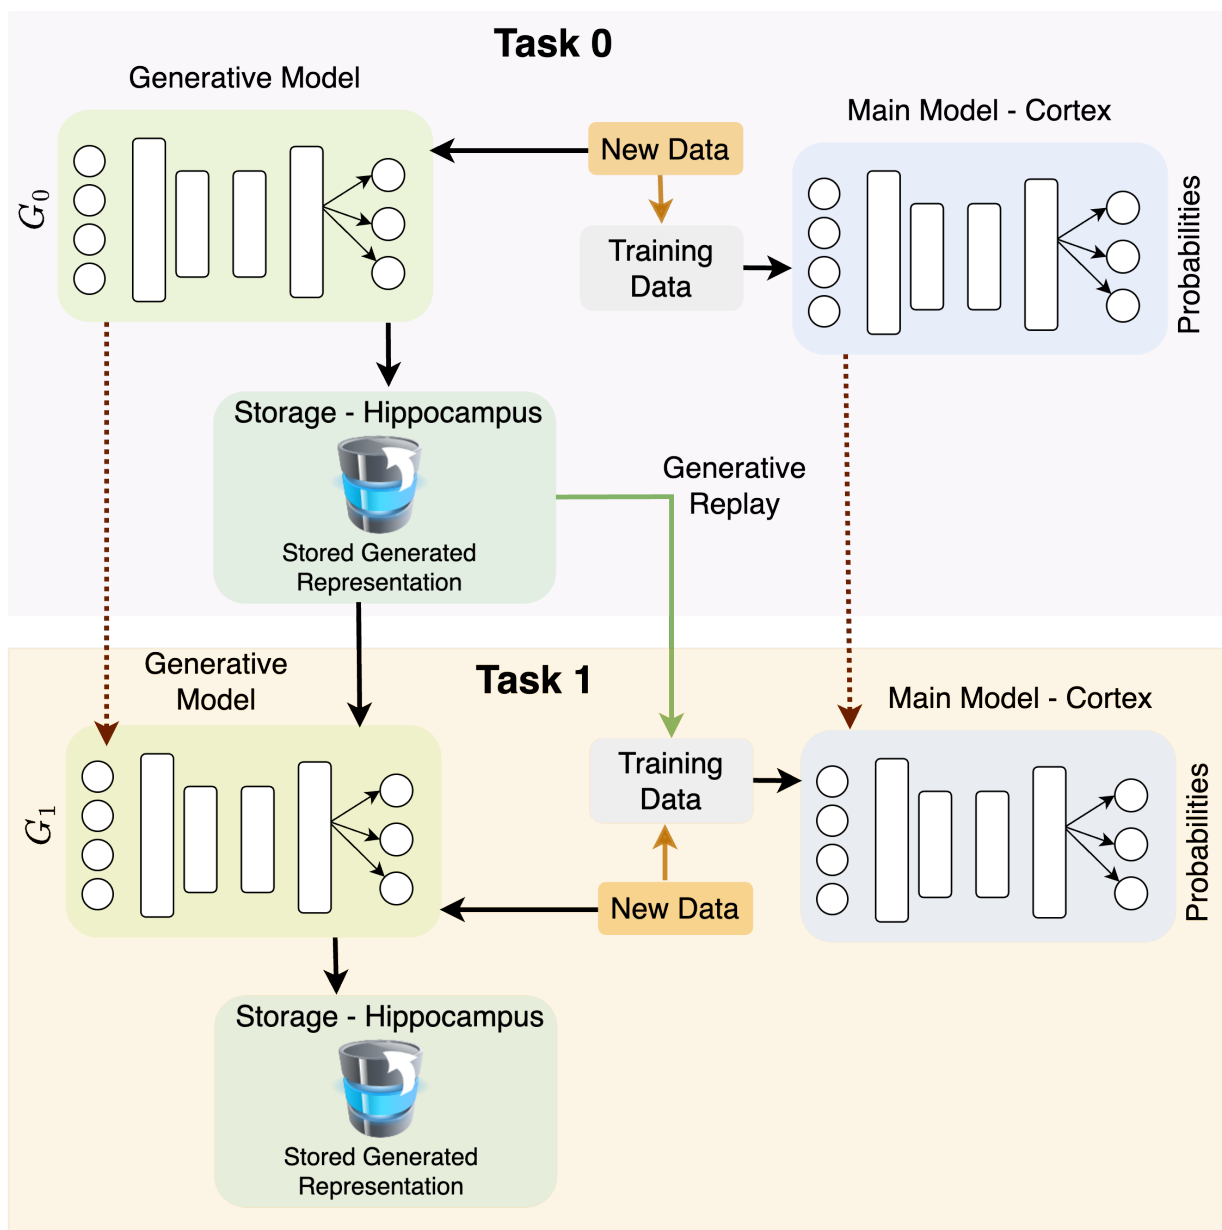 Task 0
Generative Model
Main Model - Cortex
New Data
G₀
Training
Data
Probabilities
Storage - Hippocampus
Stored Generated
Representation
Generative
Replay
Task 1
Generative
Model
Main Model - Cortex
Training
Data
G₁
Probabilities
New Data
Storage - Hippocampus
Stored Generated
Representation